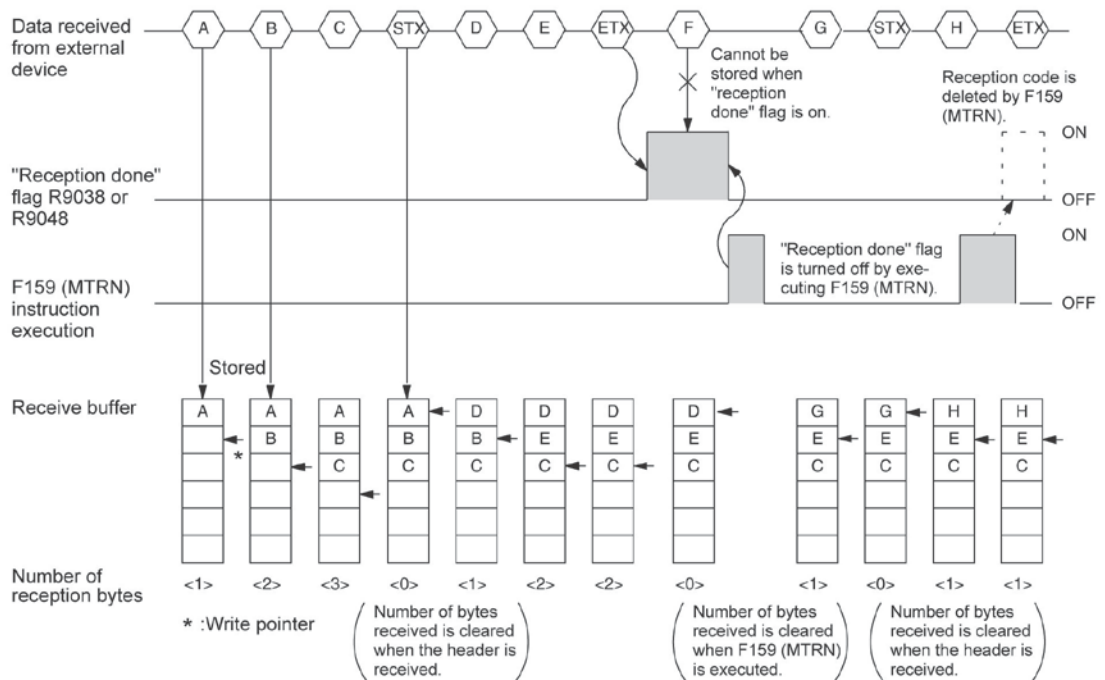 Data received
from external
device
A B C STX D E ETX F G STX H ETX
Cannot be
stored when
"reception
done" flag is on.
Reception code is
deleted by F159
(MTRN).
ON
"Reception done"
flag R9038 or
R9048
OFF
ON
"Reception done" flag
is turned off by exe-
cuting F159 (MTRN).
F159 (MTRN)
instruction
execution
OFF
Stored
Receive buffer
A A A A D D D D G G H H
B B B B E E E E E E E
* C C C C C C C C C C
Number of
reception bytes
<1> <2> <3> <0> <1> <2> <2> <0> <1> <0> <1> <1>
* :Write pointer
Number of bytes
received is cleared
when the header is
received.
Number of bytes
received is cleared
when F159 (MTRN)
is executed.
Number of bytes
received is cleared
when the header is
received.